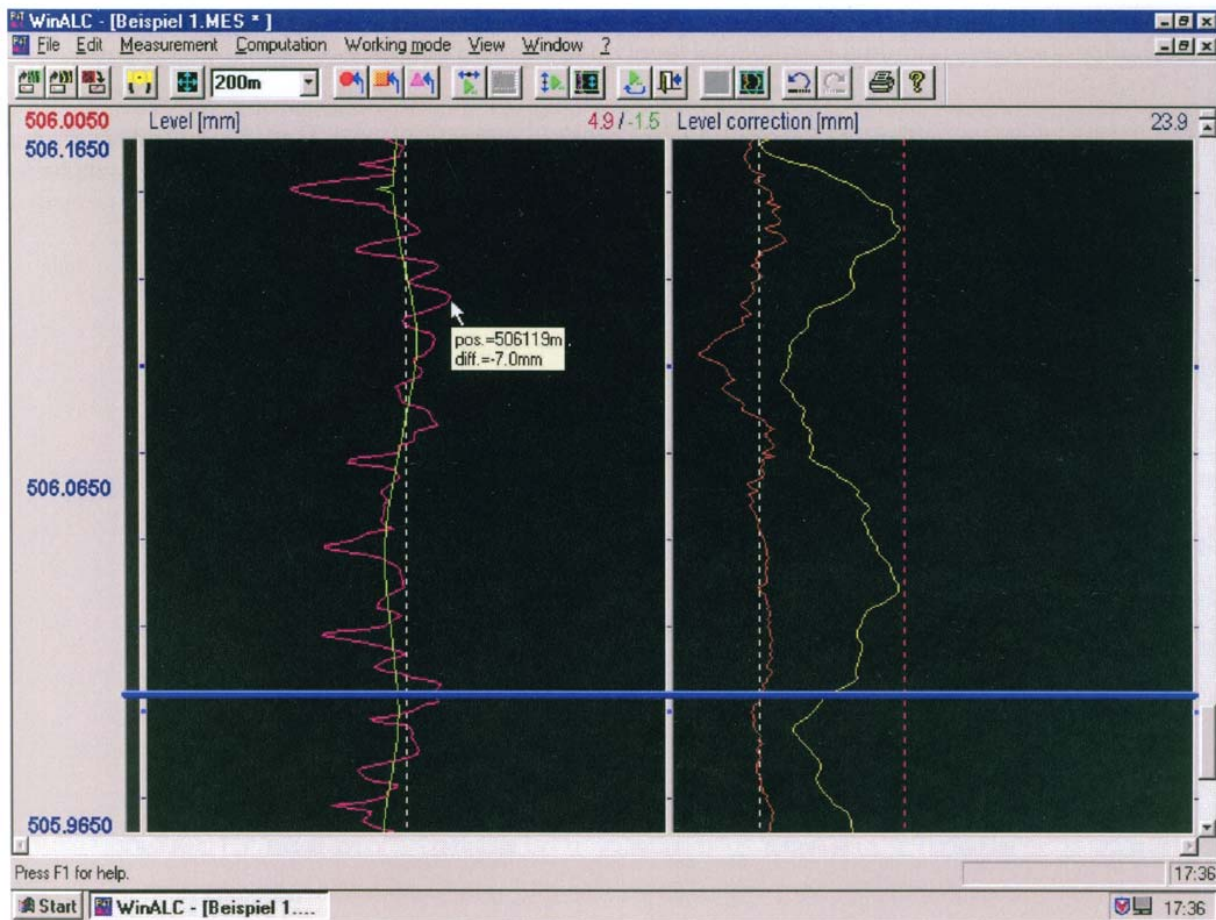 WinALC - [Beispiel 1.MES * ]
File Edit Measurement Computation Working mode View Window ?
200m
506.0050 Level [mm] 4.9 / -1.5 Level correction [mm] 23.9
506.1650
pos.=506119m
diff.=-7.0mm
506.0650
505.9650
Press F1 for help. 17:36
Start WinALC - [Beispiel 1.... 17:36